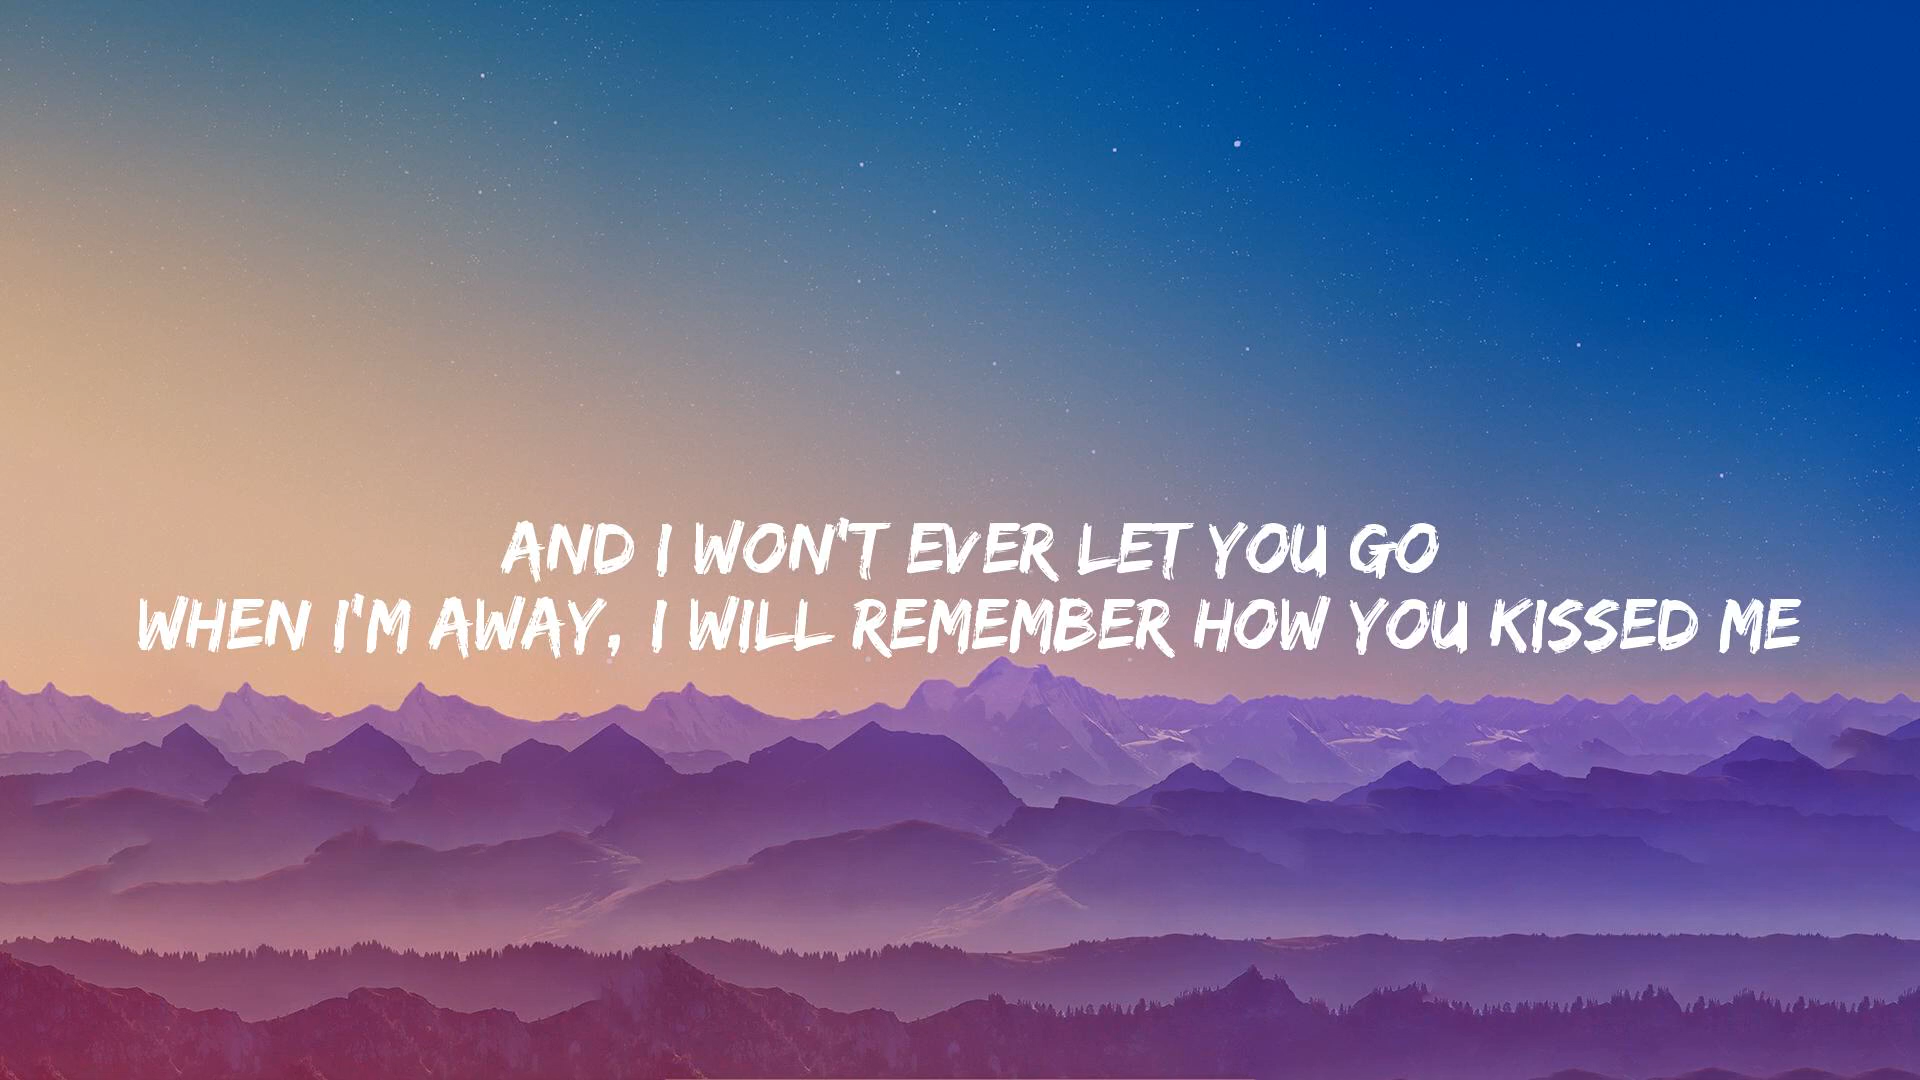 AND I WON'T EVER LET YOU GO
WHEN I'M AWAY, I WILL REMEMBER HOW YOU KISSED ME